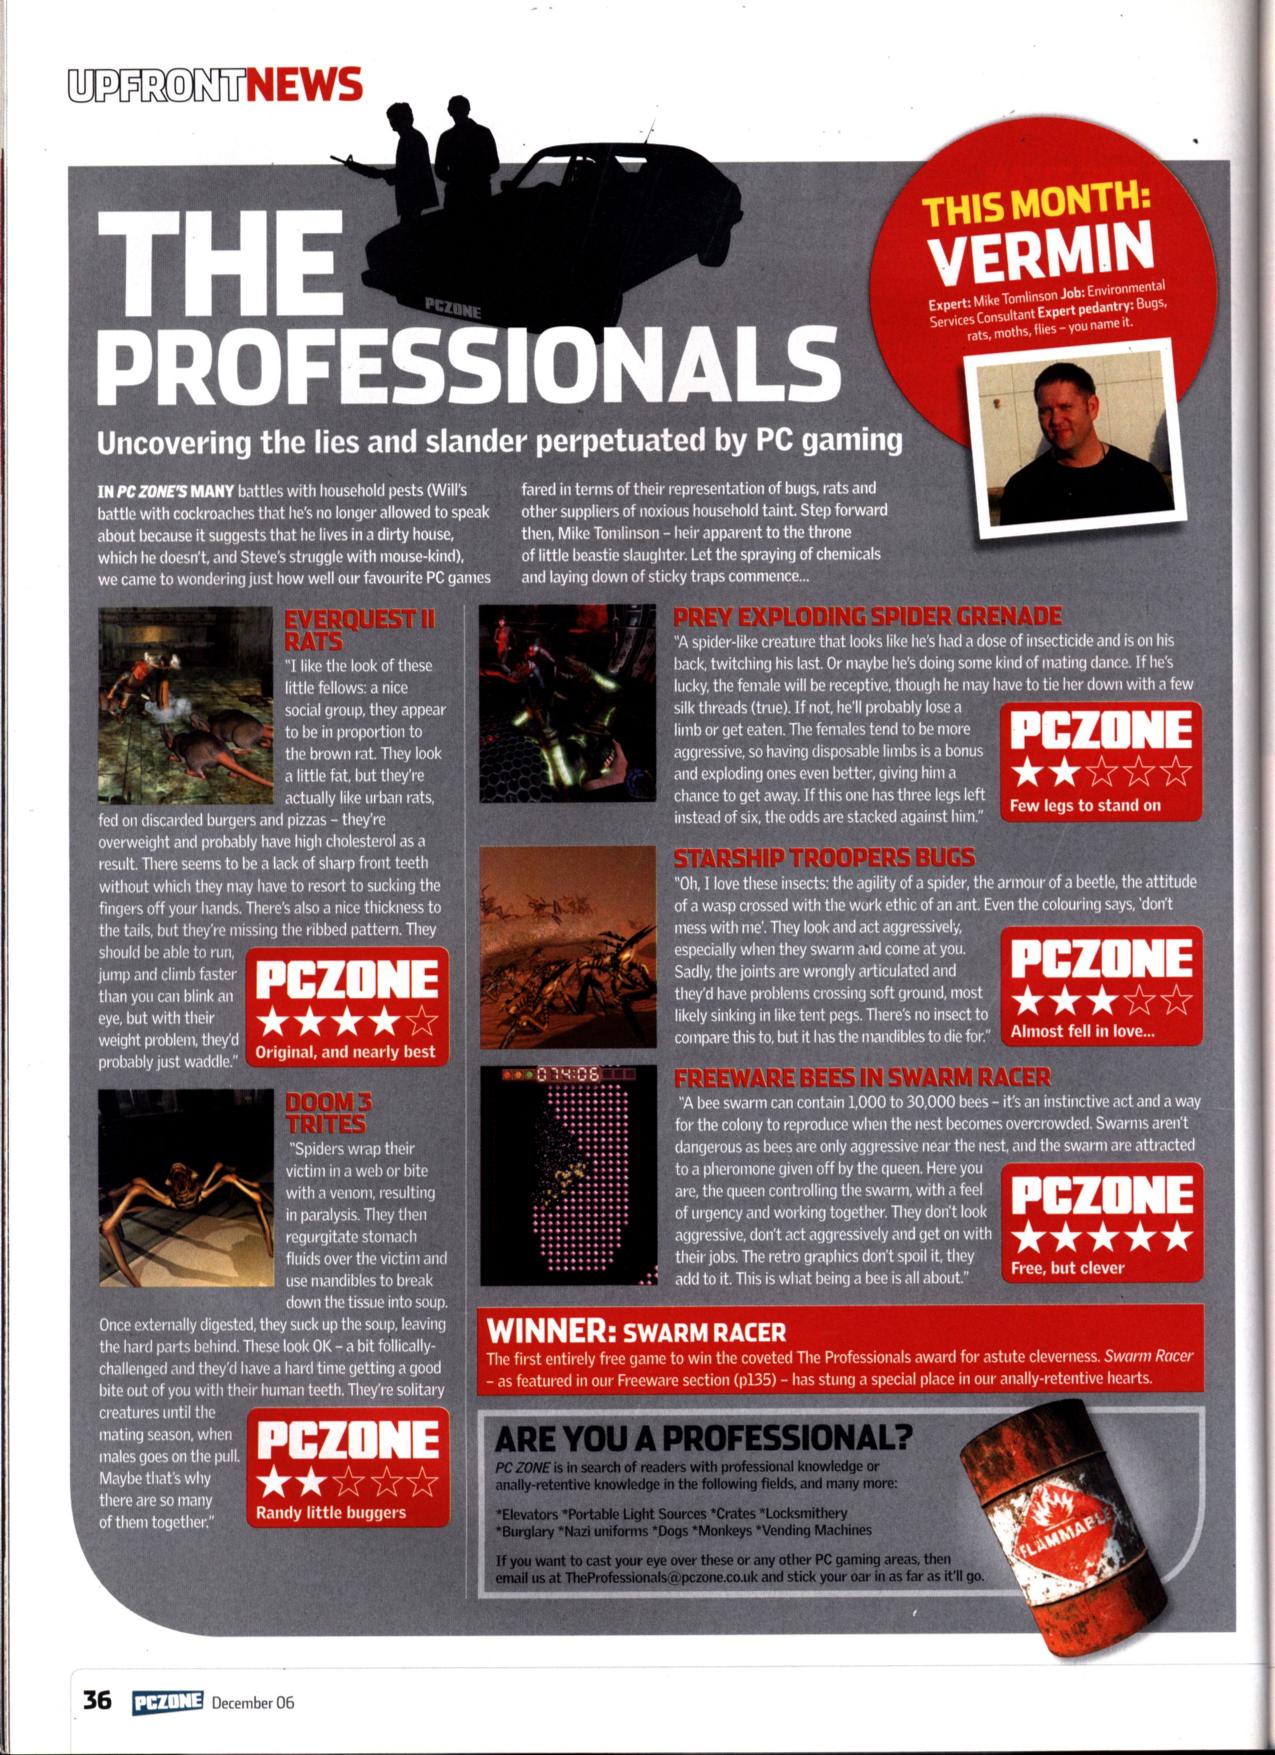 UPFRONTNEWS
THE
PROFESSIONALS
PCZONE
Uncovering the lies and slander perpetuated by PC gaming
THIS MONTH:
VERMIN
Expert: Mike Tomlinson Job: Environmental
Services Consultant Expert pedantry: Bugs,
rats, moths, flies – you name it.
IN PC ZONE'S MANY battles with household pests (Will's
battle with cockroaches that he's no longer allowed to speak
about because it suggests that he lives in a dirty house,
which he doesn't, and Steve's struggle with mouse-kind),
we came to wondering just how well our favourite PC games
fared in terms of their representation of bugs, rats and
other suppliers of noxious household taint. Step forward
then, Mike Tomlinson – heir apparent to the throne
of little beastie slaughter. Let the spraying of chemicals
and laying down of sticky traps commence...
EVERQUEST II
RATS
"I like the look of these
little fellows: a nice
social group, they appear
to be in proportion to
the brown rat. They look
a little fat, but they're
actually like urban rats,
fed on discarded burgers and pizzas – they're
overweight and probably have high cholesterol as a
result. There seems to be a lack of sharp front teeth
without which they may have to resort to sucking the
fingers off your hands. There's also a nice thickness to
the tails, but they're missing the ribbed pattern. They
should be able to run,
jump and climb faster
than you can blink an
eye, but with their
weight problem, they'd
probably just waddle."
PCZONE
★★★★☆
Original, and nearly best
DOOM 3
TRITES
"Spiders wrap their
victim in a web or bite
with a venom, resulting
in paralysis. They then
regurgitate stomach
fluids over the victim and
use mandibles to break
down the tissue into soup.
Once externally digested, they suck up the soup, leaving
the hard parts behind. These look OK – a bit follically-
challenged and they'd have a hard time getting a good
bite out of you with their human teeth. They're solitary
creatures until the
mating season, when
males goes on the pull.
Maybe that's why
there are so many
of them together."
PCZONE
★★☆☆☆
Randy little buggers
PREY EXPLODING SPIDER GRENADE
"A spider-like creature that looks like he's had a dose of insecticide and is on his
back, twitching his last. Or maybe he's doing some kind of mating dance. If he's
lucky, the female will be receptive, though he may have to tie her down with a few
silk threads (true). If not, he'll probably lose a
limb or get eaten. The females tend to be more
aggressive, so having disposable limbs is a bonus
and exploding ones even better, giving him a
chance to get away. If this one has three legs left
instead of six, the odds are stacked against him."
PCZONE
★★☆☆☆
Few legs to stand on
STARSHIP TROOPERS BUGS
"Oh, I love these insects: the agility of a spider, the armour of a beetle, the attitude
of a wasp crossed with the work ethic of an ant. Even the colouring says, 'don't
mess with me'. They look and act aggressively,
especially when they swarm and come at you.
Sadly, the joints are wrongly articulated and
they'd have problems crossing soft ground, most
likely sinking in like tent pegs. There's no insect to
compare this to, but it has the mandibles to die for."
PCZONE
★★★☆☆
Almost fell in love...
074:06
FREEWARE BEES IN SWARM RACER
"A bee swarm can contain 1,000 to 30,000 bees – it's an instinctive act and a way
for the colony to reproduce when the nest becomes overcrowded. Swarms aren't
dangerous as bees are only aggressive near the nest, and the swarm are attracted
to a pheromone given off by the queen. Here you
are, the queen controlling the swarm, with a feel
of urgency and working together. They don't look
aggressive, don't act aggressively and get on with
their jobs. The retro graphics don't spoil it, they
add to it. This is what being a bee is all about."
PCZONE
★★★★★
Free, but clever
WINNER: SWARM RACER
The first entirely free game to win the coveted The Professionals award for astute cleverness. Swarm Racer
– as featured in our Freeware section (p135) – has stung a special place in our anally-retentive hearts.
ARE YOU A PROFESSIONAL?
PC ZONE is in search of readers with professional knowledge or
anally-retentive knowledge in the following fields, and many more:
*Elevators *Portable Light Sources *Crates *Locksmithery
*Burglary *Nazi uniforms *Dogs *Monkeys *Vending Machines
If you want to cast your eye over these or any other PC gaming areas, then
email us at TheProfessionals@pczone.co.uk and stick your oar in as far as it'll go.
FLAMMABLE
36 PCZONE December 06